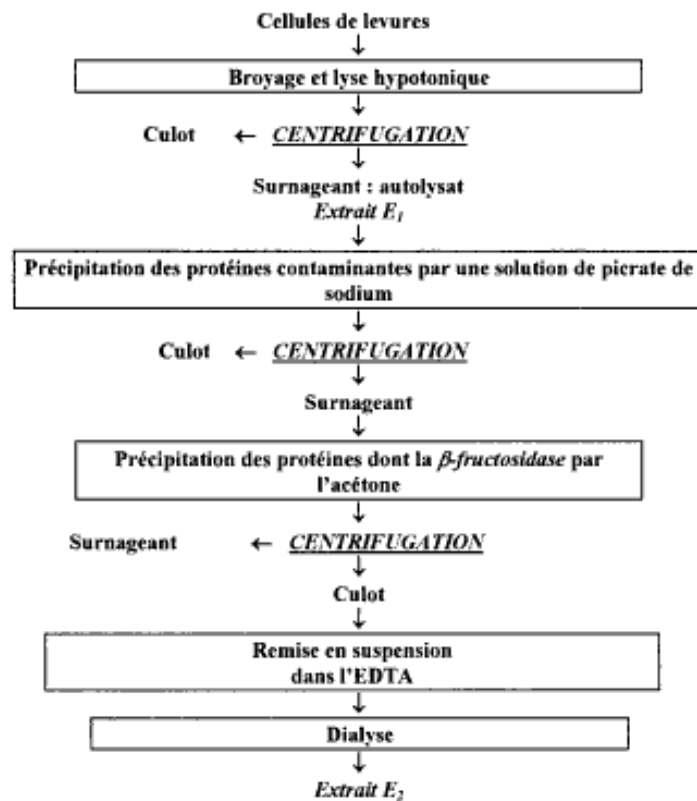 Cellules de levures
↓
Broyage et lyse hypotonique
↓
Culot ← CENTRIFUGATION
↓
Surnageant : autolysat
Extrait E₁
↓
Précipitation des protéines contaminantes par une solution de picrate de
sodium
↓
Culot ← CENTRIFUGATION
↓
Surnageant
↓
Précipitation des protéines dont la β-fructosidase par
l'acétone
↓
Surnageant ← CENTRIFUGATION
↓
Culot
↓
Remise en suspension
dans l'EDTA
↓
Dialyse
↓
Extrait E₂